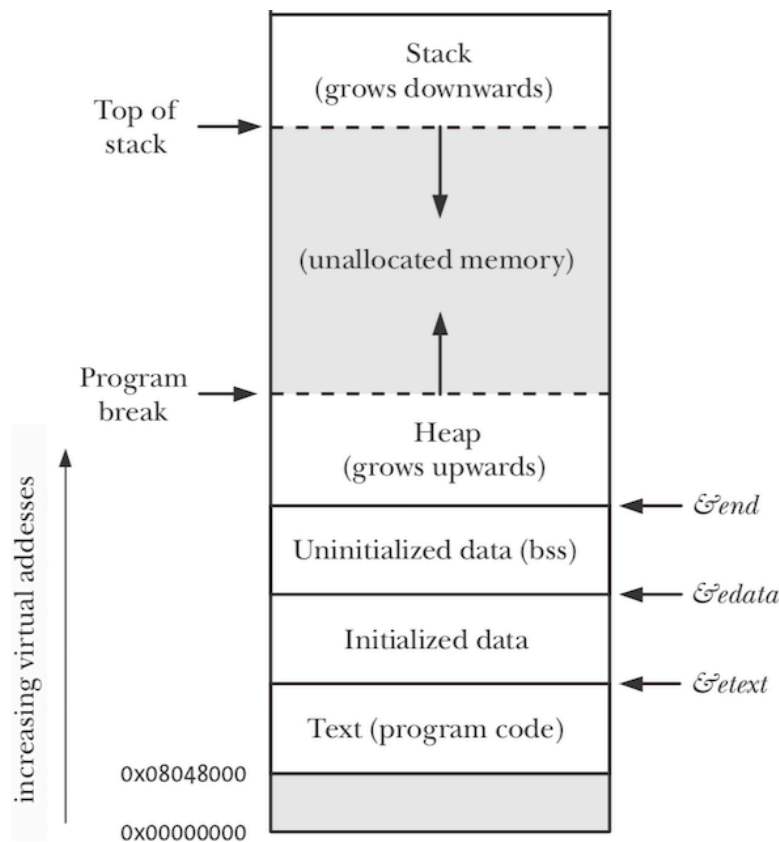 Stack
(grows downwards)
Top of
stack
(unallocated memory)
Program
break
Heap
(grows upwards)
&end
Uninitialized data (bss)
&edata
Initialized data
&etext
Text (program code)
0x08048000
0x00000000
increasing virtual addesses